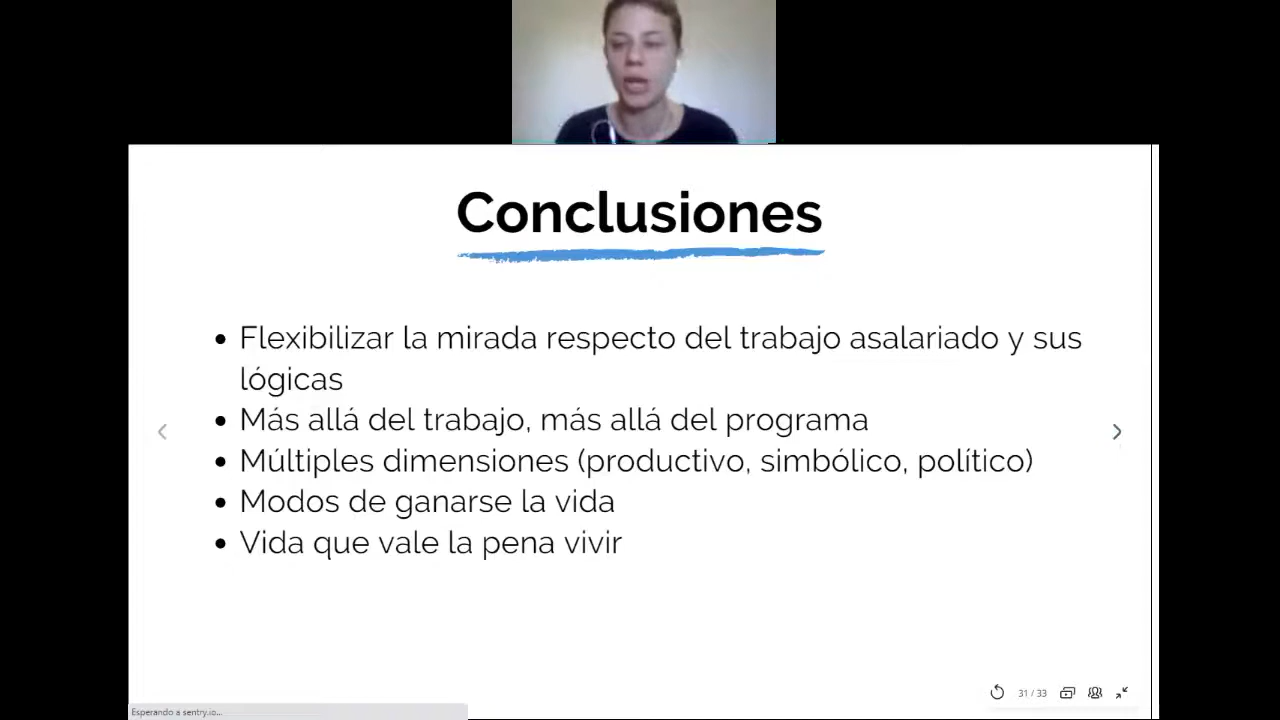 Conclusiones
Flexibilizar la mirada respecto del trabajo asalariado y sus
lógicas
Más allá del trabajo, más allá del programa
Múltiples dimensiones (productivo, simbólico, político)
Modos de ganarse la vida
Vida que vale la pena vivir
31 / 33
Esperando a sentry.io...